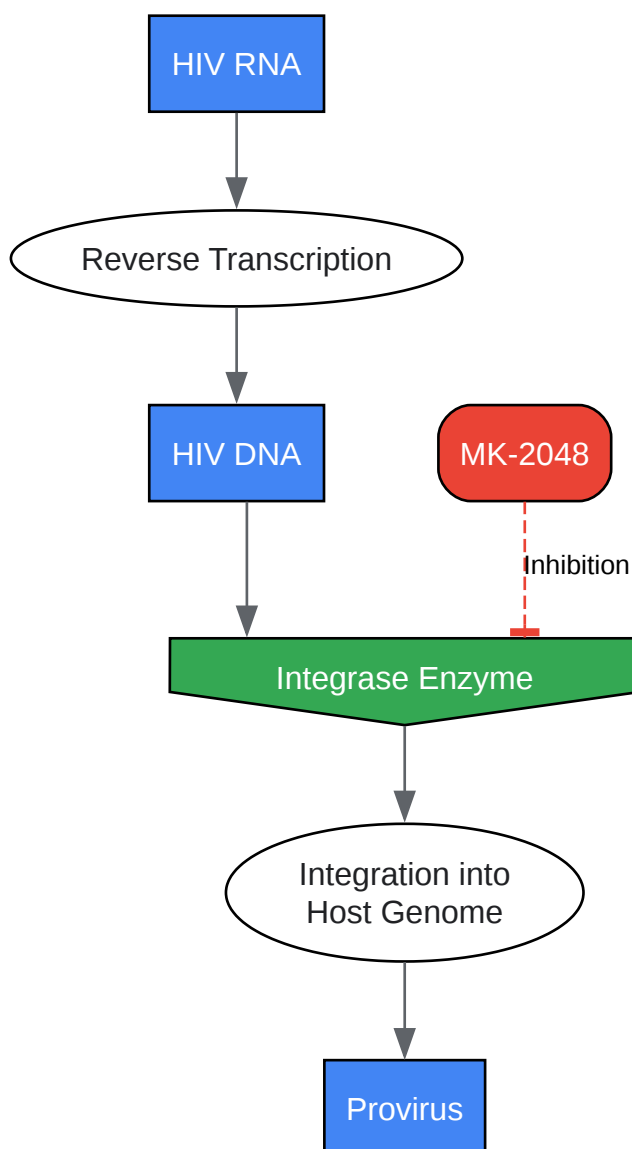 HIV RNA
Reverse Transcription
HIV DNA
MK-2048
Inhibition
Integrase Enzyme
Integration into
Host Genome
Provirus